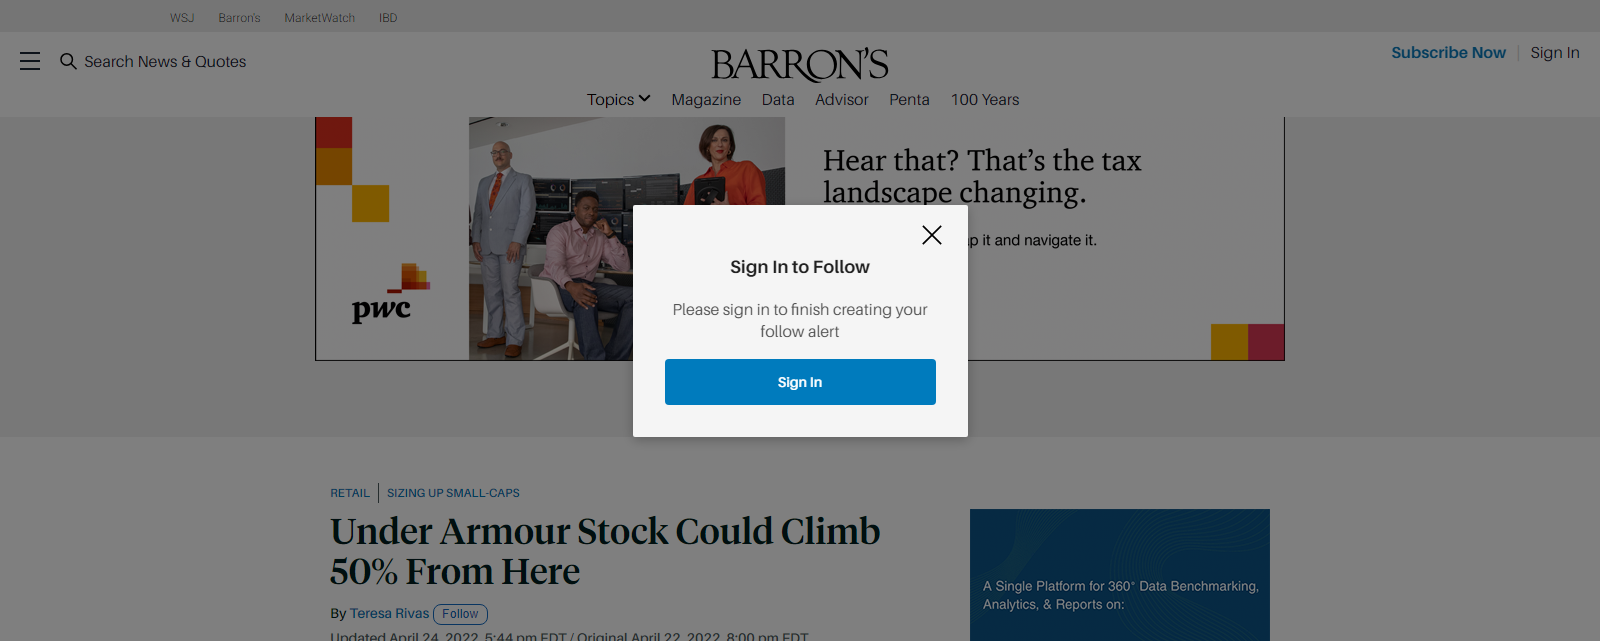 WSJ
Barron's
MarketWatch
IBD
Search News & Quotes
BARRON'S
Subscribe Now
Sign In
Topics
Magazine
Data
Advisor
Penta
100 Years
Hear that? That's the tax
landscape changing.
it and navigate it.
pwc
Sign In to Follow
Please sign in to finish creating your
follow alert
Sign In
RETAIL
SIZING UP SMALL-CAPS
Under Armour Stock Could Climb
50% From Here
By Teresa Rivas Follow
Updated April 24, 2022, 5:44 pm EDT / Original April 22, 2022, 8:00 pm EDT
A Single Platform for 360° Data Benchmarking,
Analytics, & Reports on: